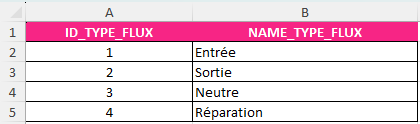 A B
1 ID_TYPE_FLUX NAME_TYPE_FLUX
2 1 Entrée
3 2 Sortie
4 3 Neutre
5 4 Réparation